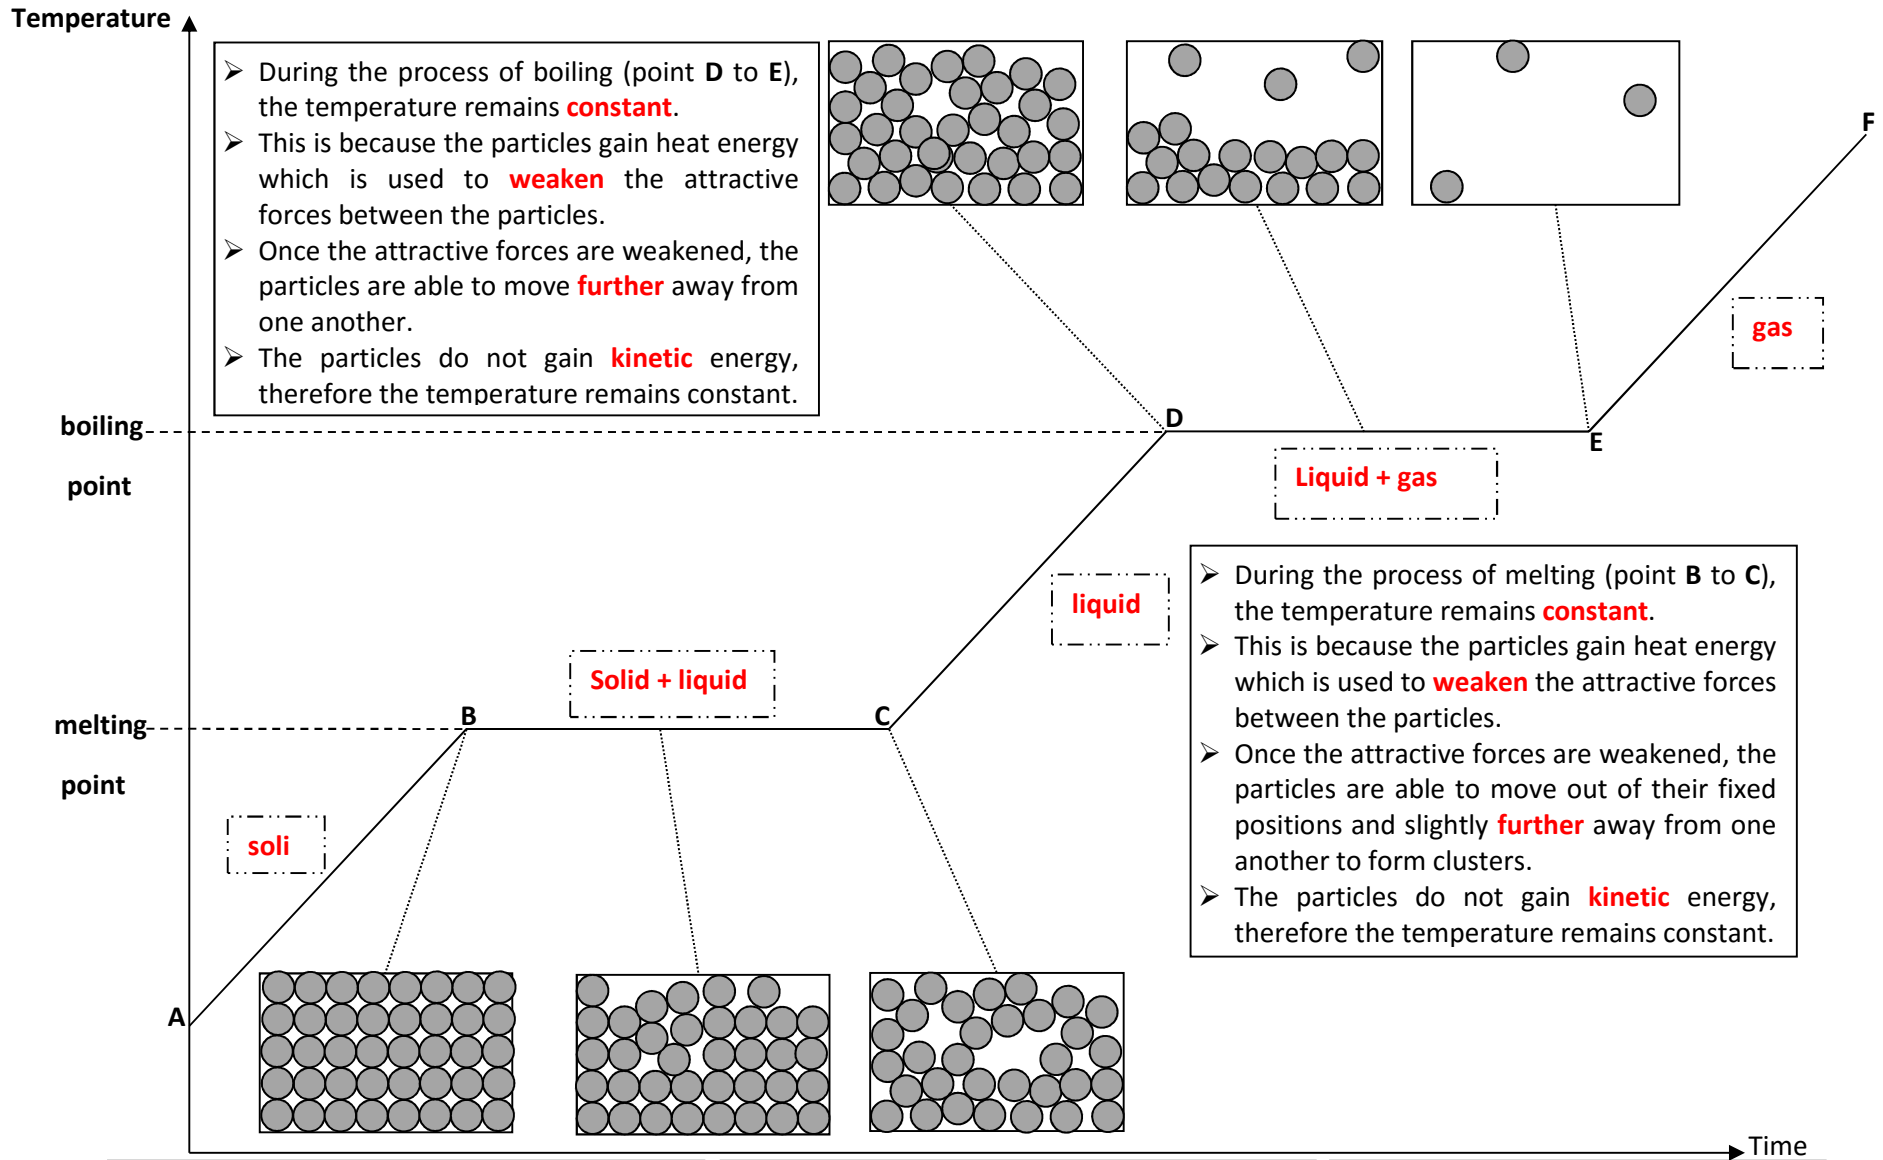 Temperature
➢ During the process of boiling (point D to E),
the temperature remains constant.
➢ This is because the particles gain heat energy
which is used to weaken the attractive
forces between the particles.
➢ Once the attractive forces are weakened, the
particles are able to move further away from
one another.
➢ The particles do not gain kinetic energy,
therefore the temperature remains constant.
F
gas
boiling
point
D
E
Liquid + gas
➢ During the process of melting (point B to C),
the temperature remains constant.
➢ This is because the particles gain heat energy
which is used to weaken the attractive forces
between the particles.
➢ Once the attractive forces are weakened, the
particles are able to move out of their fixed
positions and slightly further away from one
another to form clusters.
➢ The particles do not gain kinetic energy,
therefore the temperature remains constant.
liquid
Solid + liquid
B
C
melting
point
soli
A
Time